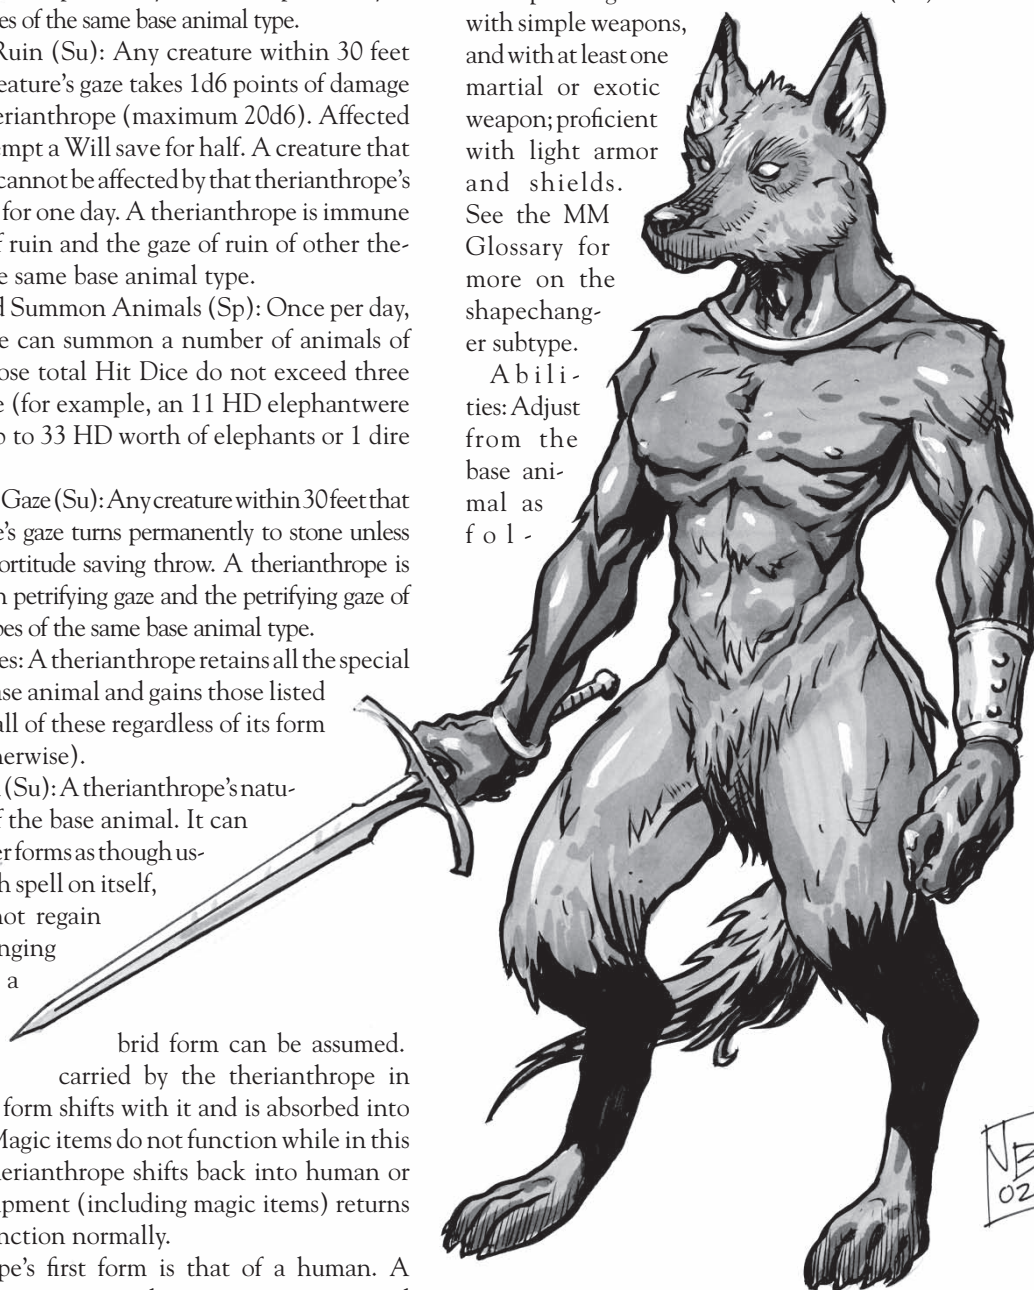 es of the same base animal type.
Ruin (Su): Any creature within 30 feet
eature's gaze takes 1d6 points of damage
erianthrope (maximum 20d6). Affected
empt a Will save for half. A creature that
cannot be affected by that therianthrope's
for one day. A therianthrope is immune
f ruin and the gaze of ruin of other the-
e same base animal type.
d Summon Animals (Sp): Once per day,
e can summon a number of animals of
ose total Hit Dice do not exceed three
e (for example, an 11 HD elephantwere
o to 33 HD worth of elephants or 1 dire
Gaze (Su): Any creature within 30 feet that
e's gaze turns permanently to stone unless
ortitude saving throw. A therianthrope is
n petrifying gaze and the petrifying gaze of
pes of the same base animal type.
es: A therianthrope retains all the special
ase animal and gains those listed
all of these regardless of its form
herwise).
(Su): A therianthrope's natu-
f the base animal. It can
er forms as though us-
h spell on itself,
not regain
nging
a
brid form can be assumed.
carried by the therianthrope in
form shifts with it and is absorbed into
Magic items do not function while in this
herianthrope shifts back into human or
ipment (including magic items) returns
nction normally.
pe's first form is that of a human. A
with simple weapons,
and with at least one
martial or exotic
weapon; proficient
with light armor
and shields.
See the MM
Glossary for
more on the
shapechang-
er subtype.
Abili-
ties: Adjust
from the
base ani-
mal as
fol-
02